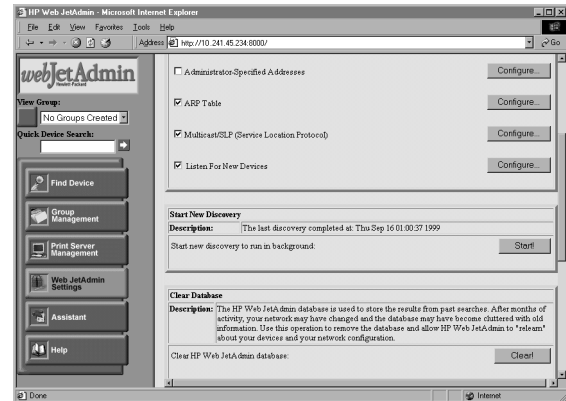 HP Web JetAdmin - Microsoft Internet Explorer
File Edit View Favorites Tools Help
Address http://10.241.45.234:8000/
Go
webJetAdmin
Hewlett-Packard
View Group:
No Groups Created
Quick Device Search:
Find Device
Group Management
Print Server Management
Web JetAdmin Settings
Assistant
Help
Administrator-Specified Addresses Configure...
ARP Table Configure...
Multicast/SLP (Service Location Protocol) Configure...
Listen For New Devices Configure...
Start New Discovery
Description: The last discovery completed at: Thu Sep 16 01:00:37 1999
Start new discovery to run in background: Start!
Clear Database
Description: The HP Web JetAdmin database is used to store the results from past searches. After months of
activity, your network may have changed and the database may have become cluttered with old
information. Use this operation to remove the database and allow HP Web JetAdmin to "relearn"
about your devices and your network configuration.
Clear HP Web JetAdmin database: Clear!
Done
Internet